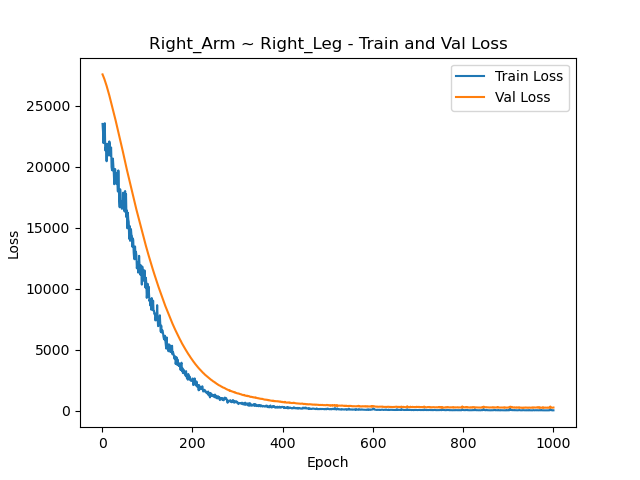 Right_Arm ~ Right_Leg - Train and Val Loss
Train Loss
Val Loss
Loss
25000
20000
15000
10000
5000
0
0 200 400 600 800 1000
Epoch